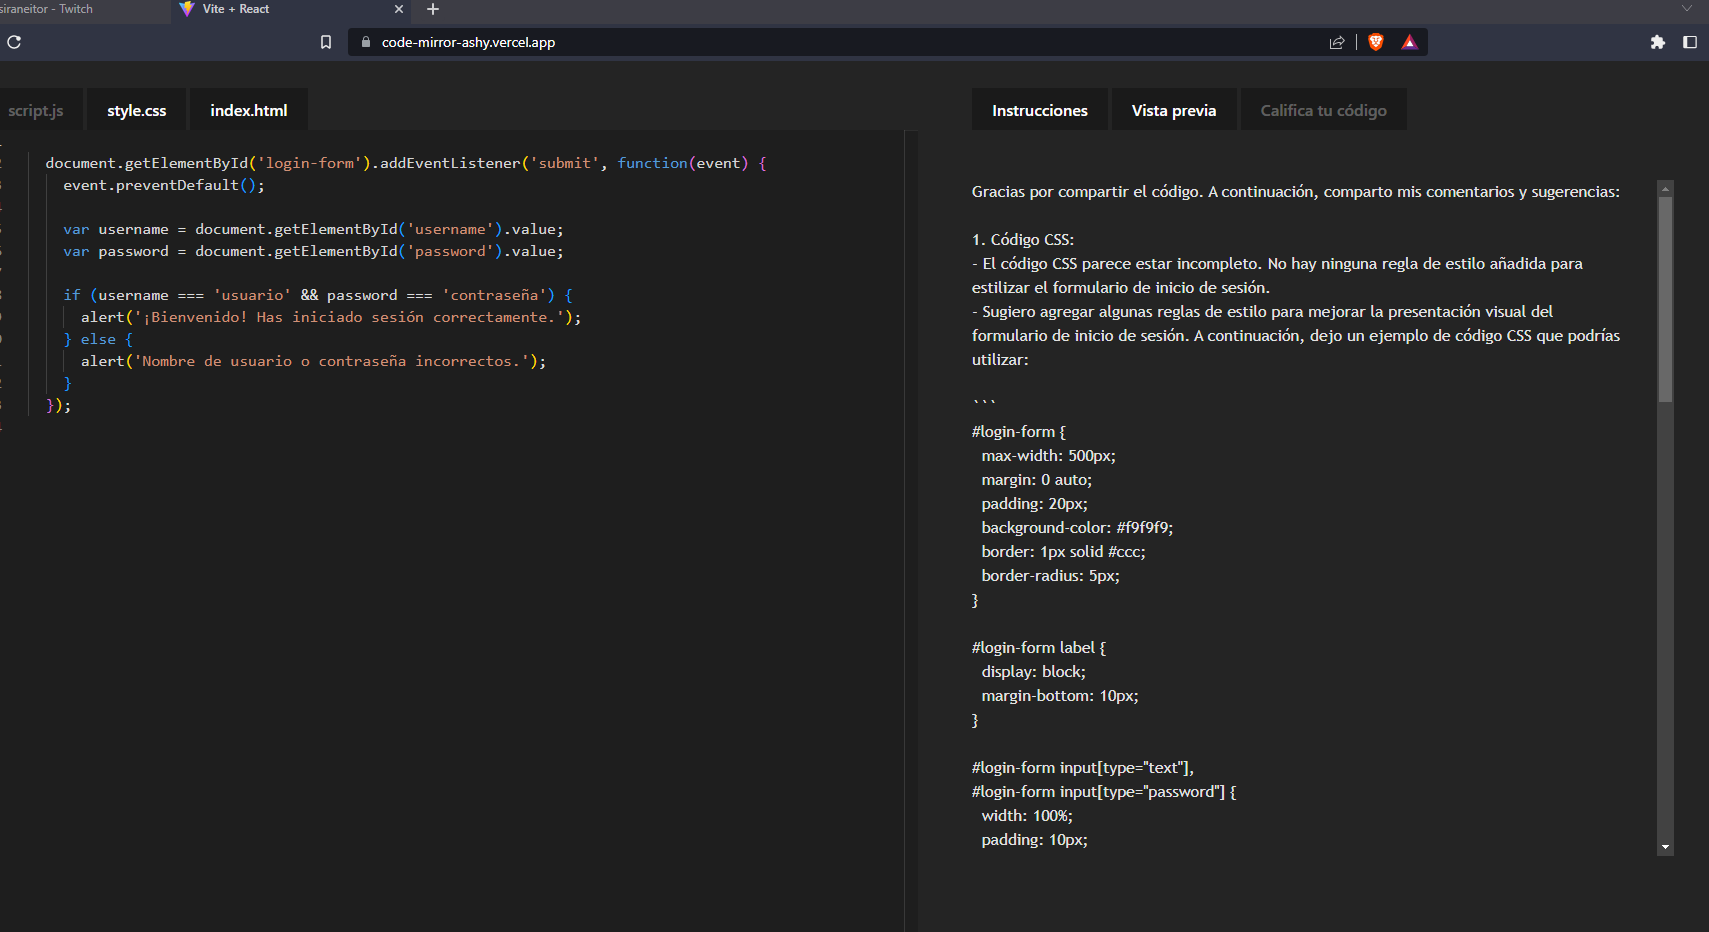 siraneitor - Twitch
Vite + React
code-mirror-ashy.vercel.app
script.js
style.css
index.html
document.getElementById('login-form').addEventListener('submit', function(event) {
event.preventDefault();
var username = document.getElementById('username').value;
var password = document.getElementById('password').value;
if (username === 'usuario' && password === 'contraseña') {
alert('¡Bienvenido! Has iniciado sesión correctamente.');
} else {
alert('Nombre de usuario o contraseña incorrectos.');
}
});
Instrucciones
Vista previa
Califica tu código
Gracias por compartir el código. A continuación, comparto mis comentarios y sugerencias:
1. Código CSS:
- El código CSS parece estar incompleto. No hay ninguna regla de estilo añadida para
estilizar el formulario de inicio de sesión.
- Sugiero agregar algunas reglas de estilo para mejorar la presentación visual del
formulario de inicio de sesión. A continuación, dejo un ejemplo de código CSS que podrías
utilizar:
```
#login-form {
max-width: 500px;
margin: 0 auto;
padding: 20px;
background-color: #f9f9f9;
border: 1px solid #ccc;
border-radius: 5px;
}
#login-form label {
display: block;
margin-bottom: 10px;
}
#login-form input[type="text"],
#login-form input[type="password"] {
width: 100%;
padding: 10px;